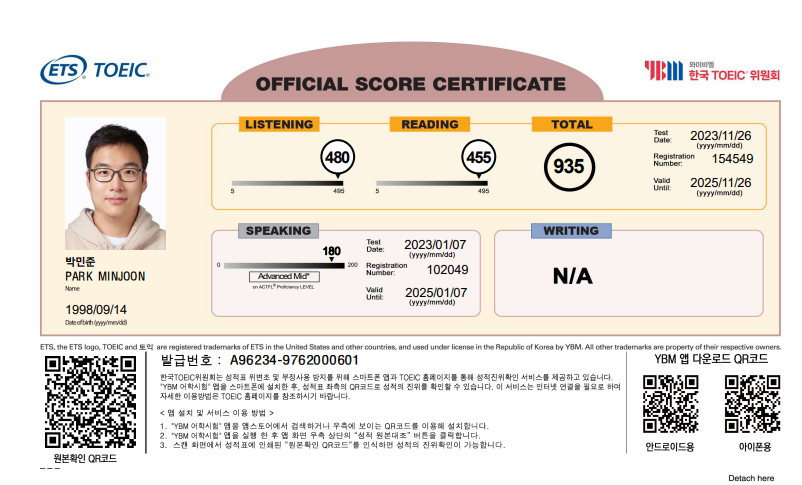 ETS TOEIC®
OFFICIAL SCORE CERTIFICATE
와이비엠
YBM 한국 TOEIC® 위원회
LISTENING
480
5 495
READING
455
5 495
TOTAL
935
Test Date: 2023/11/26
(yyyy/mm/dd)
Registration Number: 154549
Valid Until: 2025/11/26
(yyyy/mm/dd)
박민준
PARK MINJOON
Name
1998/09/14
Date of birth (yyyy/mm/dd)
SPEAKING
180
0 200
Advanced Mid*
on ACTFL® Proficiency LEVEL
Test Date: 2023/01/07
(yyyy/mm/dd)
Registration Number: 102049
Valid Until: 2025/01/07
(yyyy/mm/dd)
WRITING
N/A
ETS, the ETS logo, TOEIC and 토익 are registered trademarks of ETS in the United States and other countries, and used under license in the Republic of Korea by YBM. All other trademarks are property of their respective owners.
원본확인 QR코드
발급번호 : A96234-9762000601
한국TOEIC위원회는 성적표 위변조 및 부정사용 방지를 위해 스마트폰 앱과 TOEIC 홈페이지를 통해 성적진위확인 서비스를 제공하고 있습니다.
"YBM 어학시험" 앱을 스마트폰에 설치한 후, 성적표 좌측의 QR코드로 성적의 진위를 확인할 수 있습니다. 이 서비스는 인터넷 연결을 필요로 하며
자세한 이용방법은 TOEIC 홈페이지를 참조하시기 바랍니다.
< 앱 설치 및 서비스 이용 방법 >
1. "YBM 어학시험" 앱을 앱스토어에서 검색하거나 우측에 보이는 QR코드를 이용해 설치합니다.
2. "YBM 어학시험" 앱을 실행 한 후 앱 화면 우측 상단의 "성적 원본대조" 버튼을 클릭합니다.
3. 스캔 화면에서 성적표에 인쇄된 "원본확인 QR코드"를 인식하면 성적의 진위확인이 가능합니다.
YBM 앱 다운로드 QR코드
안드로이드용 아이폰용
Detach here